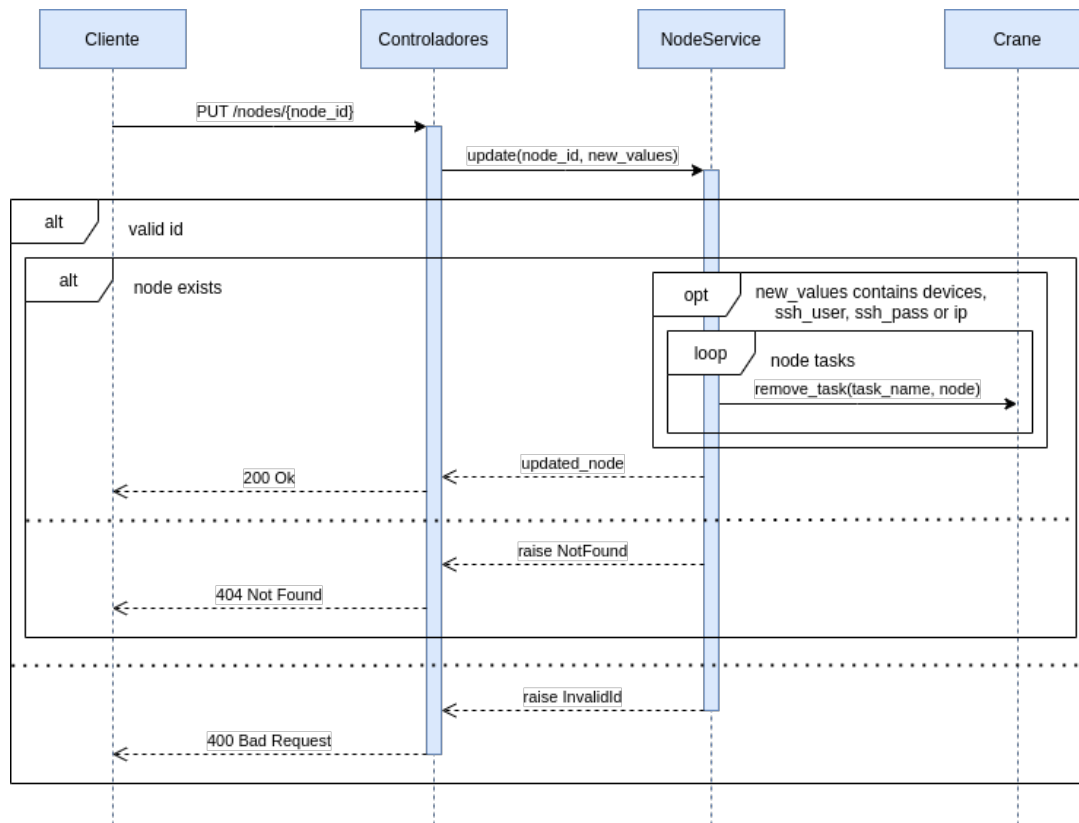 Cliente
Controladores
NodeService
Crane
PUT /nodes/{node_id}
update(node_id, new_values)
alt
valid id
alt
node exists
opt
new_values contains devices,
ssh_user, ssh_pass or ip
loop
node tasks
remove_task(task_name, node)
updated_node
200 Ok
raise NotFound
404 Not Found
raise InvalidId
400 Bad Request